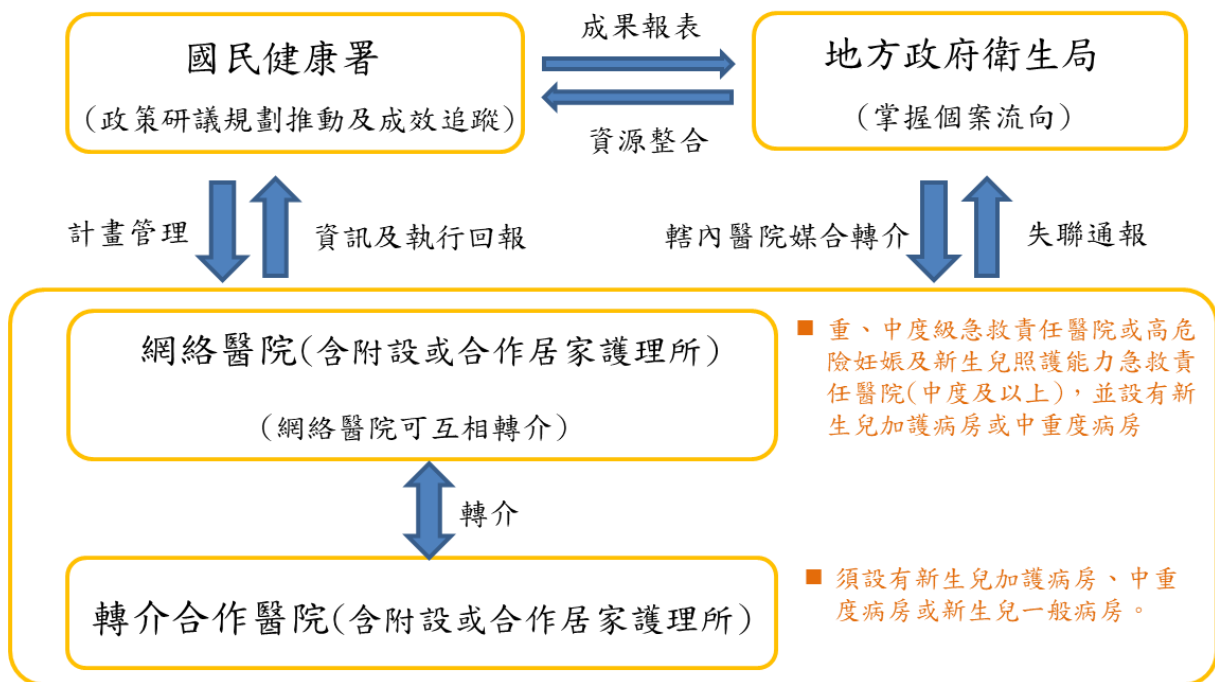 國民健康署
(政策研議規劃推動及成效追蹤)
成果報表
資源整合
地方政府衛生局
(掌握個案流向)
計畫管理
資訊及執行回報
轄內醫院媒合轉介
失聯通報
網絡醫院(含附設或合作居家護理所)
(網絡醫院可互相轉介)
■ 重、中度級急救責任醫院或高危
險妊娠及新生兒照護能力急救責
任醫院(中度及以上)，並設有新
生兒加護病房或中重度病房
轉介
轉介合作醫院(含附設或合作居家護理所)
■ 須設有新生兒加護病房、中重
度病房或新生兒一般病房。